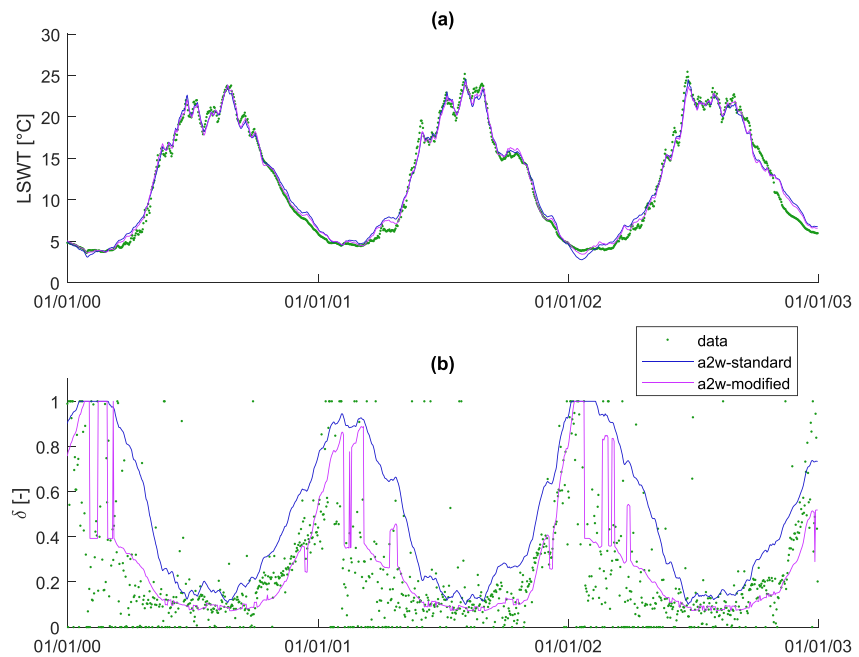 (a)
30
25
20
15
10
5
0
LSWT [°C]
01/01/00 01/01/01 01/01/02 01/01/03
data
a2w-standard
a2w-modified
(b)
1
0.8
0.6
0.4
0.2
0
δ [-]
01/01/00 01/01/01 01/01/02 01/01/03